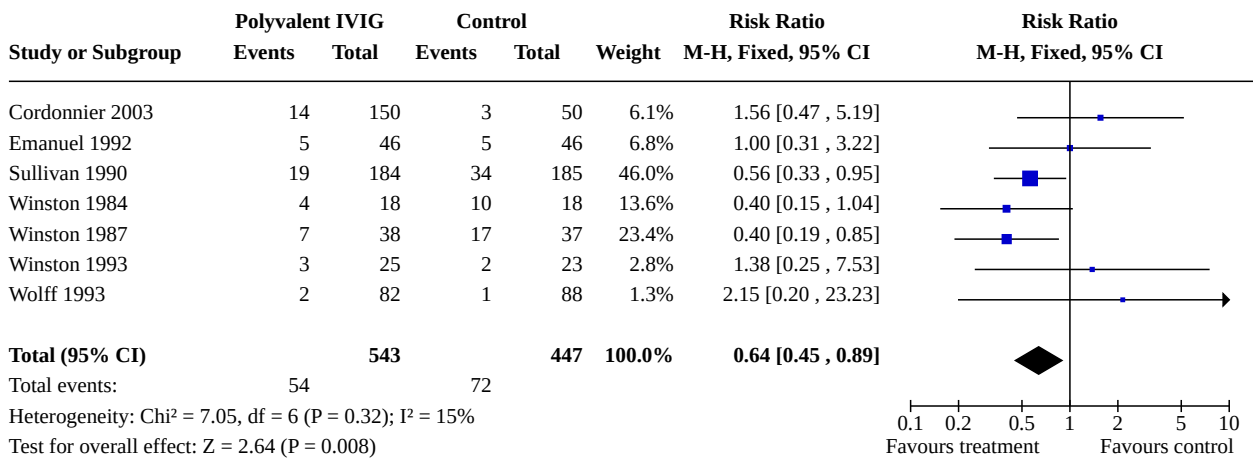 Polyvalent IVIG Control Risk Ratio Risk Ratio
Study or Subgroup Events Total Events Total Weight M-H, Fixed, 95% CI M-H, Fixed, 95% CI
Cordonnier 2003 14 150 3 50 6.1% 1.56 [0.47 , 5.19]
Emanuel 1992 5 46 5 46 6.8% 1.00 [0.31 , 3.22]
Sullivan 1990 19 184 34 185 46.0% 0.56 [0.33 , 0.95]
Winston 1984 4 18 10 18 13.6% 0.40 [0.15 , 1.04]
Winston 1987 7 38 17 37 23.4% 0.40 [0.19 , 0.85]
Winston 1993 3 25 2 23 2.8% 1.38 [0.25 , 7.53]
Wolff 1993 2 82 1 88 1.3% 2.15 [0.20 , 23.23]
Total (95% CI) 543 447 100.0% 0.64 [0.45 , 0.89]
Total events: 54 72
Heterogeneity: Chi² = 7.05, df = 6 (P = 0.32); I² = 15%
0.1 0.2 0.5 1 2 5 10
Test for overall effect: Z = 2.64 (P = 0.008) Favours treatment Favours control